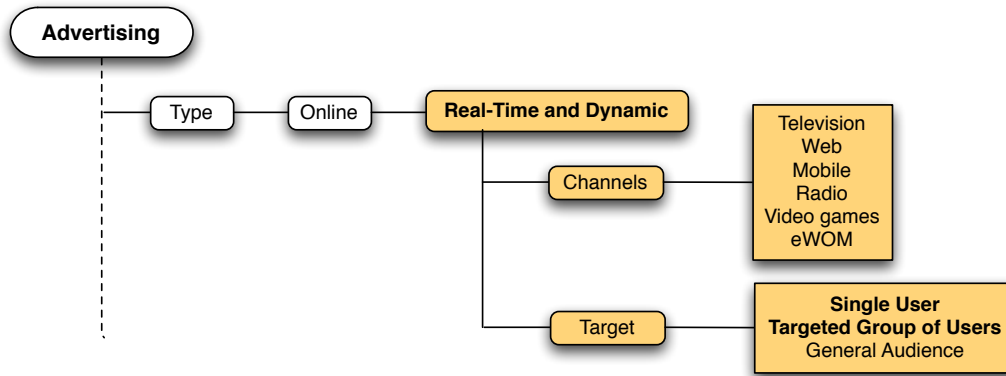 Advertising
Type
Online
Real-Time and Dynamic
Channels
Television
Web
Mobile
Radio
Video games
eWOM
Target
Single User
Targeted Group of Users
General Audience